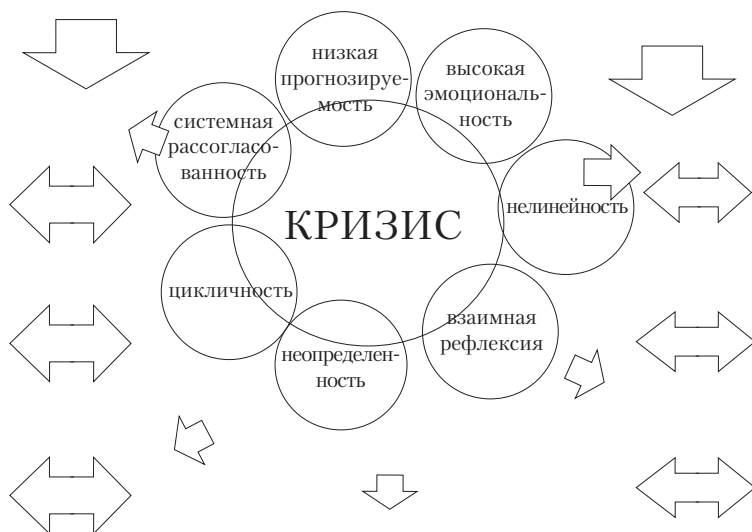 низкая
прогнозируе-
мость
высокая
эмоциональ-
ность
системная
рассогласо-
ванность
нелинейность
КРИЗИС
цикличность
взаимная
рефлексия
неопределен-
ность